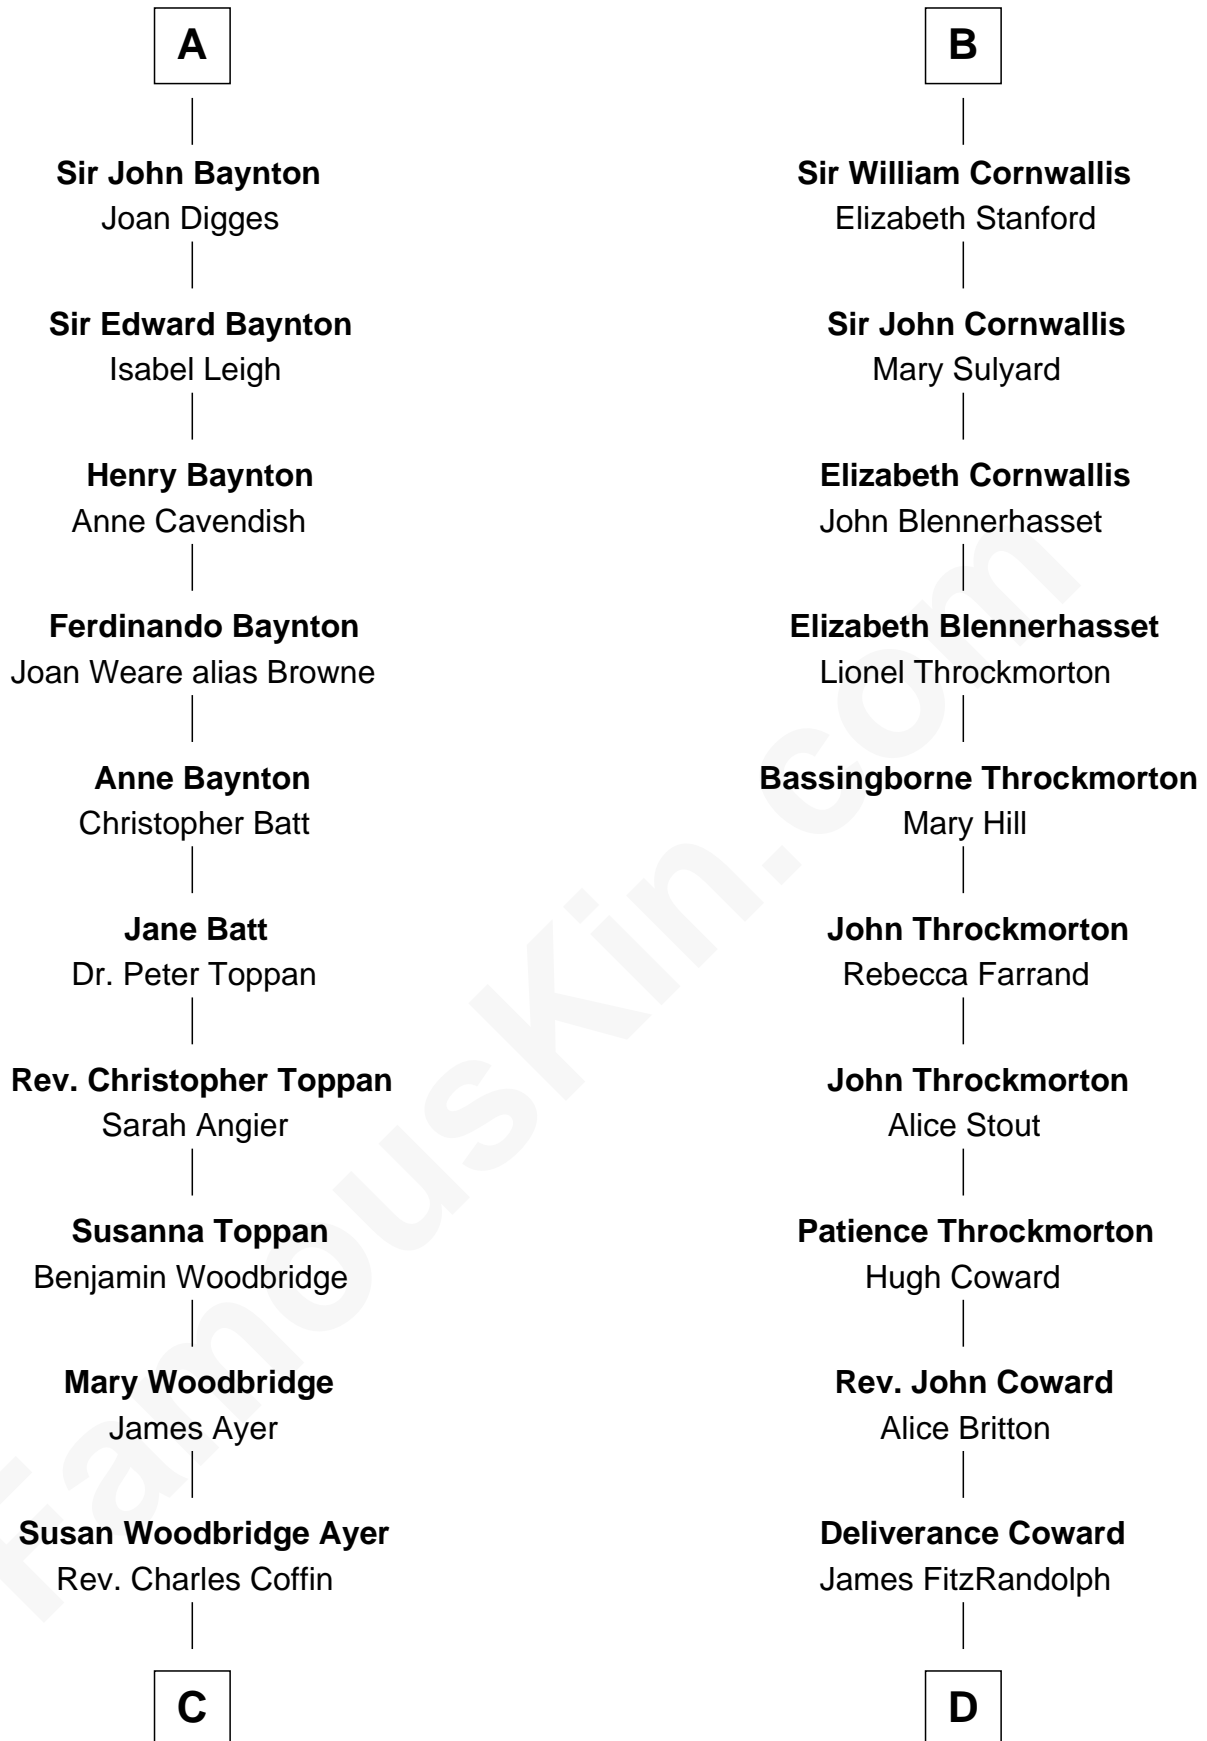 A
Sir John Baynton
Joan Digges
Sir Edward Baynton
Isabel Leigh
Henry Baynton
Anne Cavendish
Ferdinando Baynton
Joan Weare alias Browne
Anne Baynton
Christopher Batt
Jane Batt
Dr. Peter Toppan
Rev. Christopher Toppan
Sarah Angier
Susanna Toppan
Benjamin Woodbridge
Mary Woodbridge
James Ayer
Susan Woodbridge Ayer
Rev. Charles Coffin
C
B
Sir William Cornwallis
Elizabeth Stanford
Sir John Cornwallis
Mary Sulyard
Elizabeth Cornwallis
John Blennerhasset
Elizabeth Blennerhasset
Lionel Throckmorton
Bassingborne Throckmorton
Mary Hill
John Throckmorton
Rebecca Farrand
John Throckmorton
Alice Stout
Patience Throckmorton
Hugh Coward
Rev. John Coward
Alice Britton
Deliverance Coward
James FitzRandolph
D
FamousKin.com